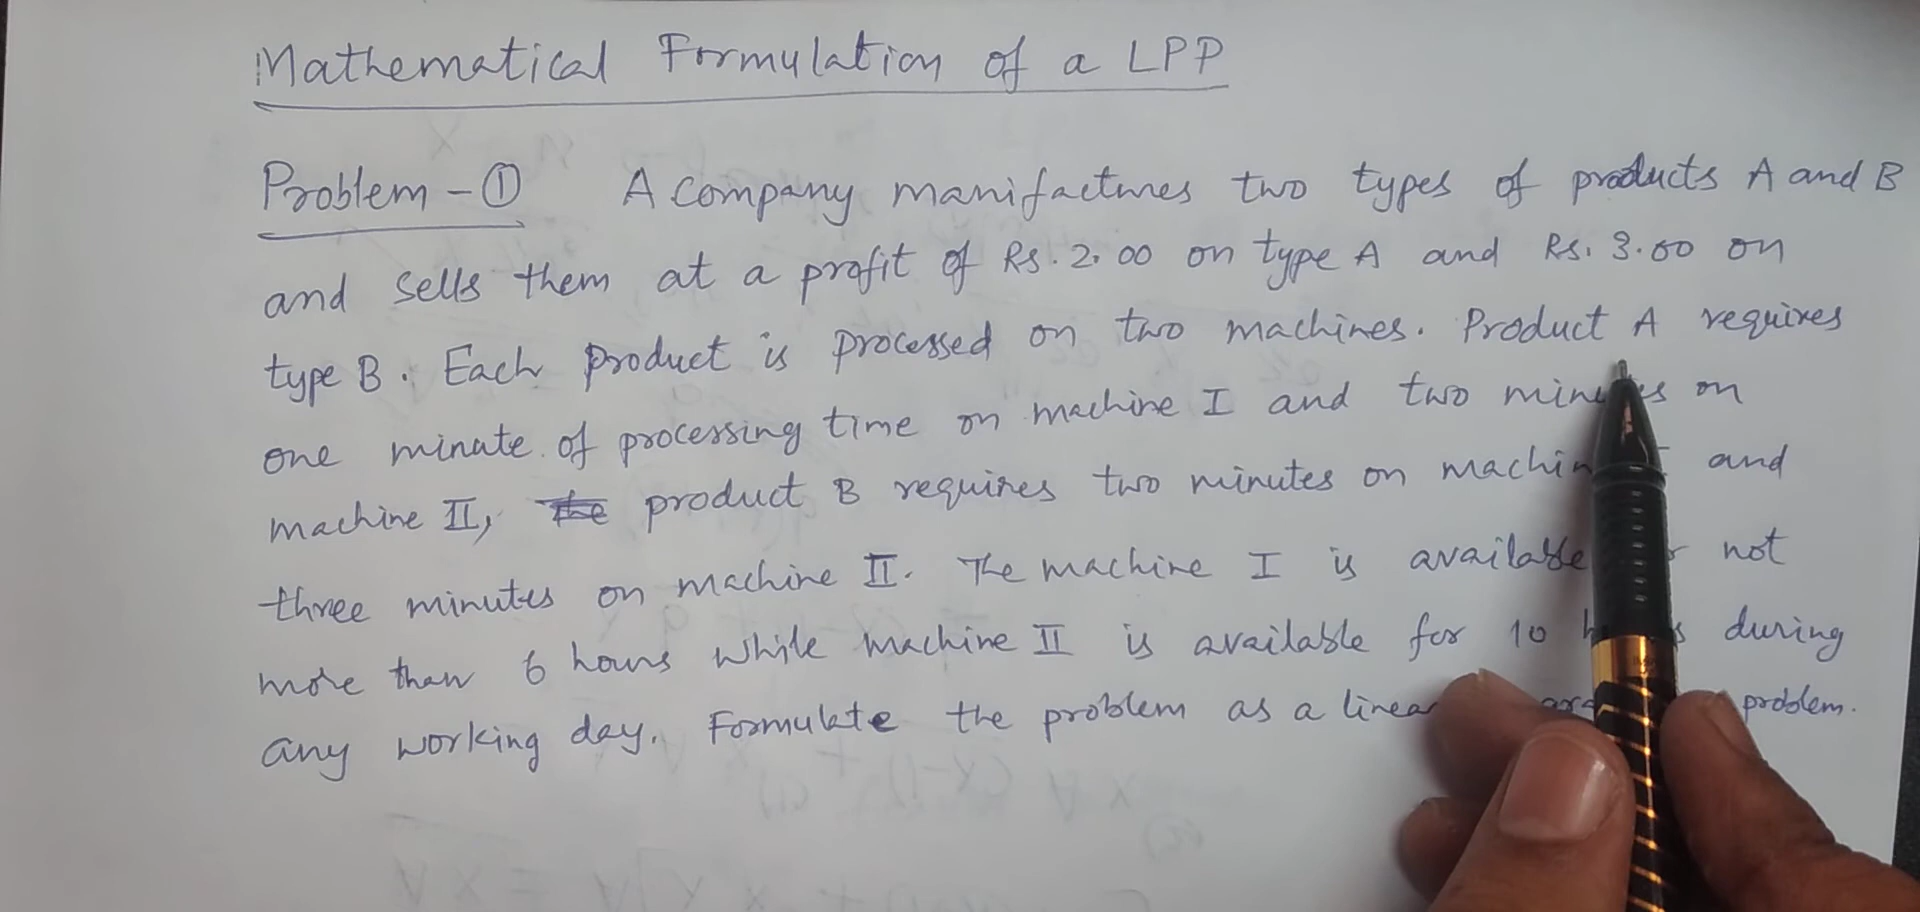 Mathematical Formulation of a LPP
Problem - ① A company manifactures two types of products A and B
and sells them at a profit of Rs. 2.00 on type A and Rs. 3.00 on
type B. Each product is processed on two machines. Product A requires
one minute of processing time on machine I and two on
machine II, product B requires two minutes on and
three minutes on machine II. The machine I is available not
more than 6 hours while machine II is available for 10 during
any working day. Formulate the problem as a problem.